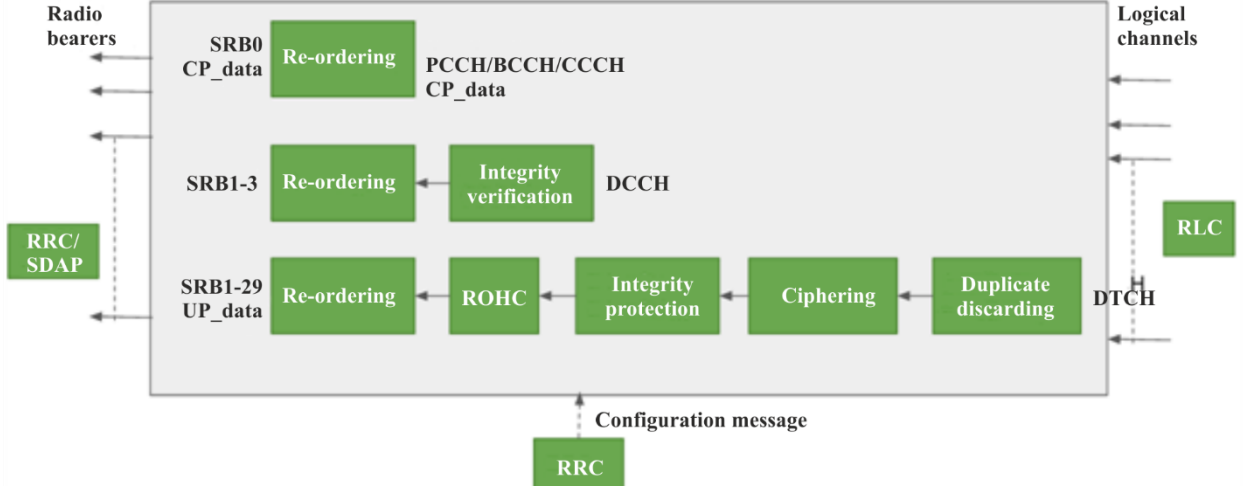 Radio
bearers
Logical
channels
SRB0
CP_data
Re-ordering
PCCH/BCCH/CCCH
CP_data
SRB1-3
Re-ordering
Integrity
verification
DCCH
RRC/
SDAP
RLC
SRB1-29
UP_data
Re-ordering
ROHC
Integrity
protection
Ciphering
Duplicate
discarding
DTCH
H
Configuration message
RRC